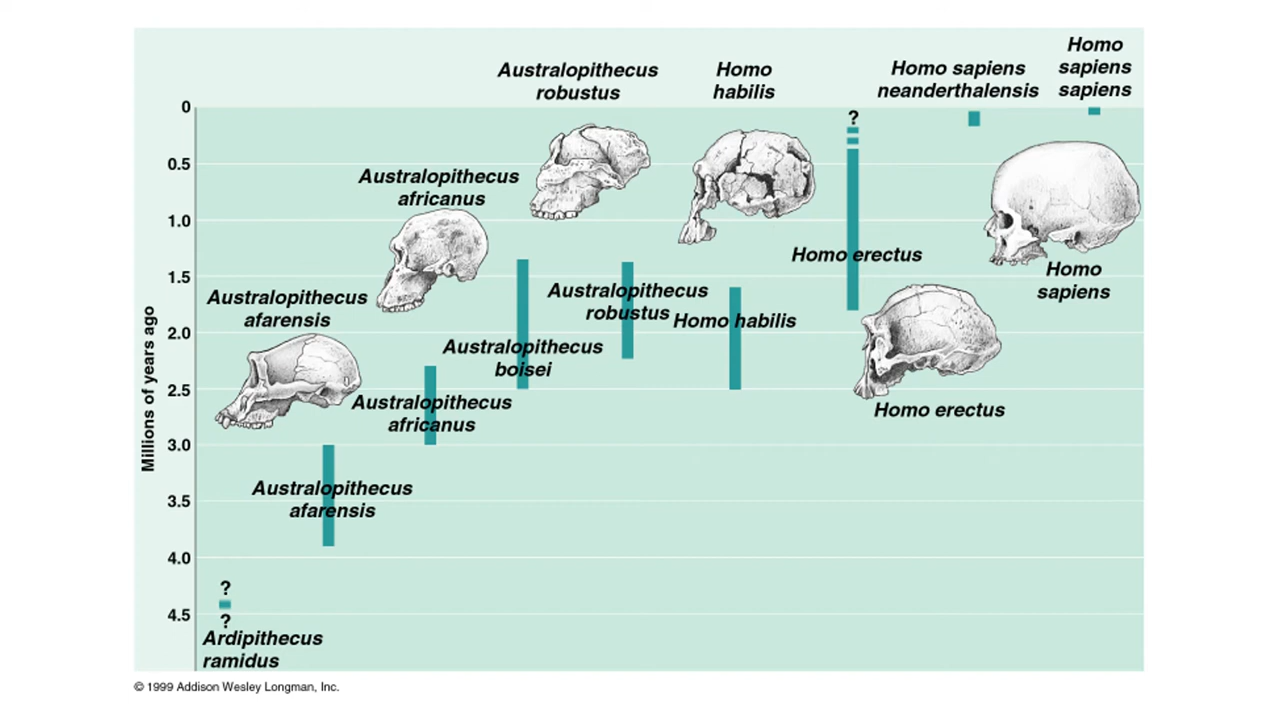 Homo
sapiens
sapiens
Australopithecus
robustus
Homo
habilis
Homo sapiens
neanderthalensis
0
?
0.5
Australopithecus
africanus
1.0
Homo erectus
1.5
Homo
sapiens
Australopithecus
afarensis
Australopithecus
robustus
Homo habilis
2.0
Australopithecus
boisei
2.5
Australopithecus
africanus
Homo erectus
Millions of years ago
3.0
3.5
Australopithecus
afarensis
4.0
?
4.5
?
Ardipithecus
ramidus
© 1999 Addison Wesley Longman, Inc.